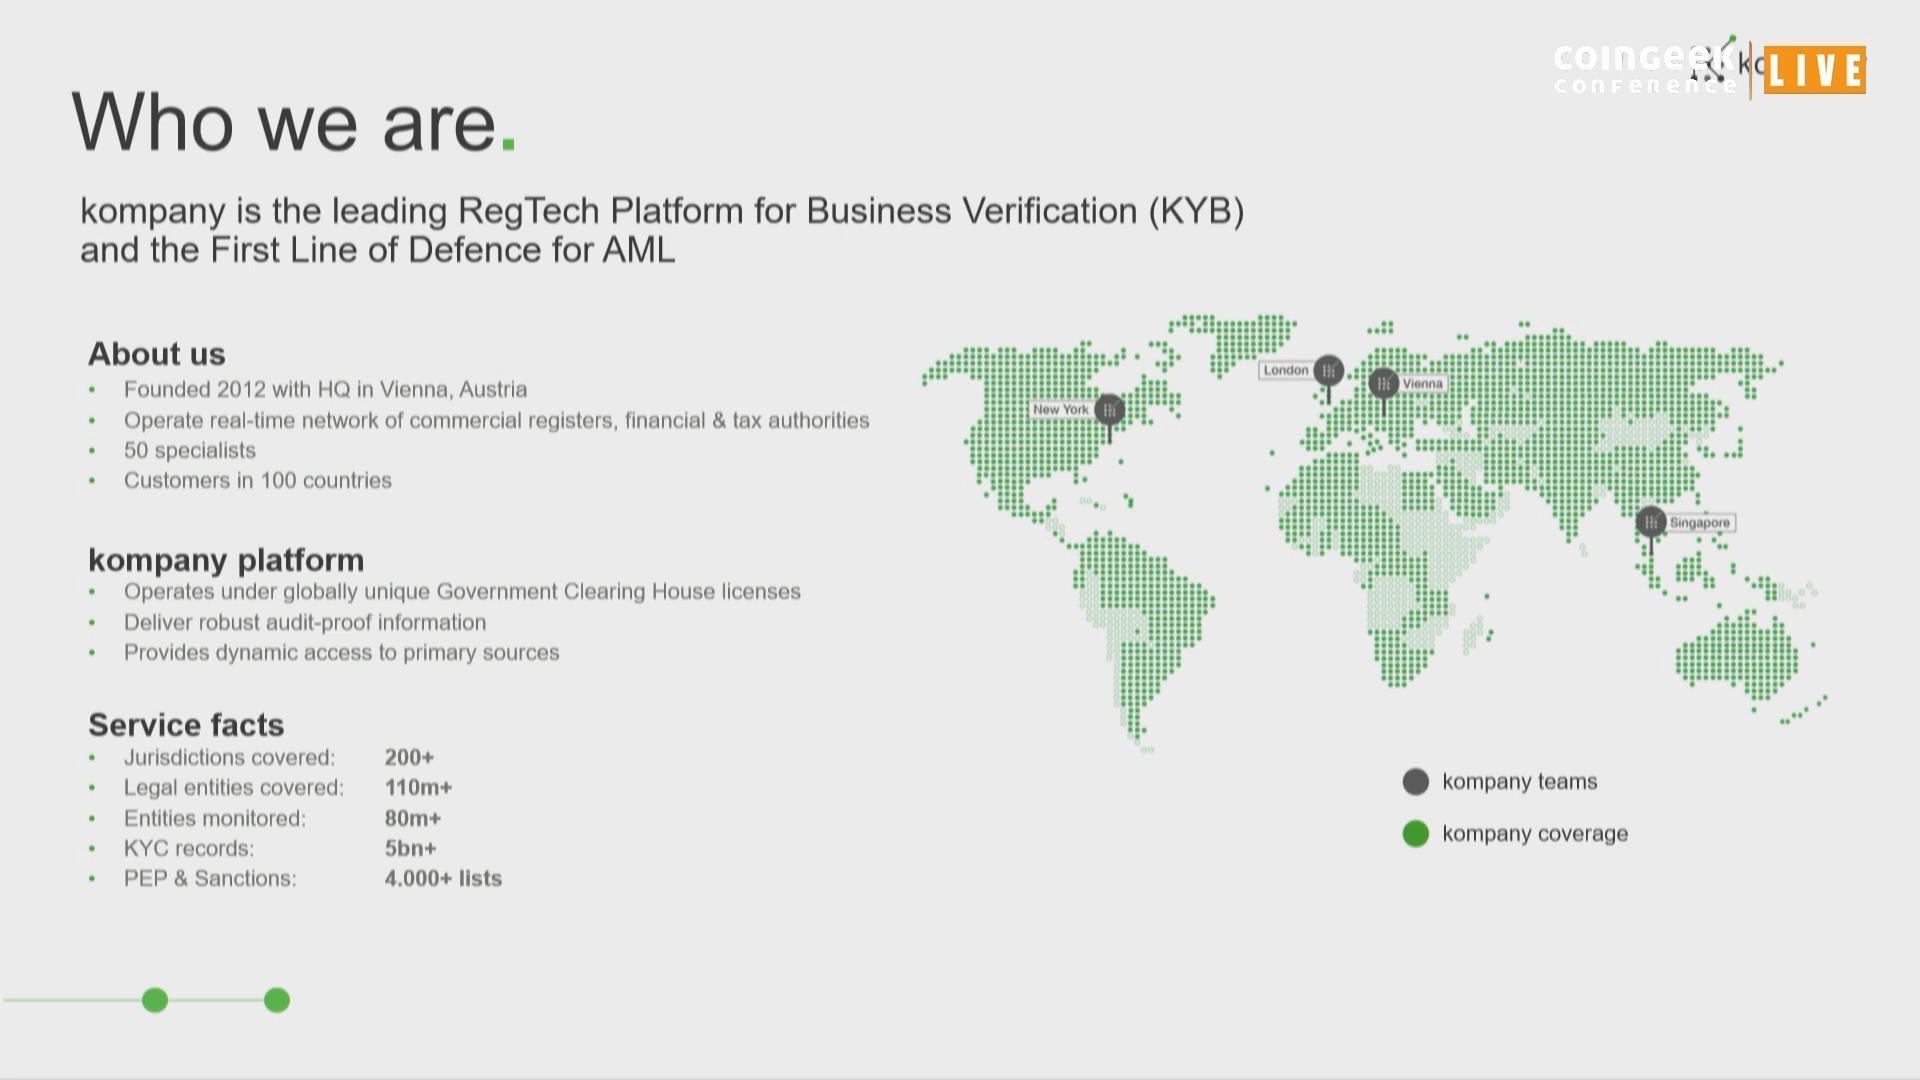 COINGEEK
CONFERENCE
LIVE
Who we are.
kompany is the leading RegTech Platform for Business Verification (KYB)
and the First Line of Defence for AML
About us
• Founded 2012 with HQ in Vienna, Austria
• Operate real-time network of commercial registers, financial & tax authorities
• 50 specialists
• Customers in 100 countries
kompany platform
• Operates under globally unique Government Clearing House licenses
• Deliver robust audit-proof information
• Provides dynamic access to primary sources
Service facts
• Jurisdictions covered: 200+
• Legal entities covered: 110m+
• Entities monitored: 80m+
• KYC records: 5bn+
• PEP & Sanctions: 4.000+ lists
London
Vienna
New York
Singapore
kompany teams
kompany coverage